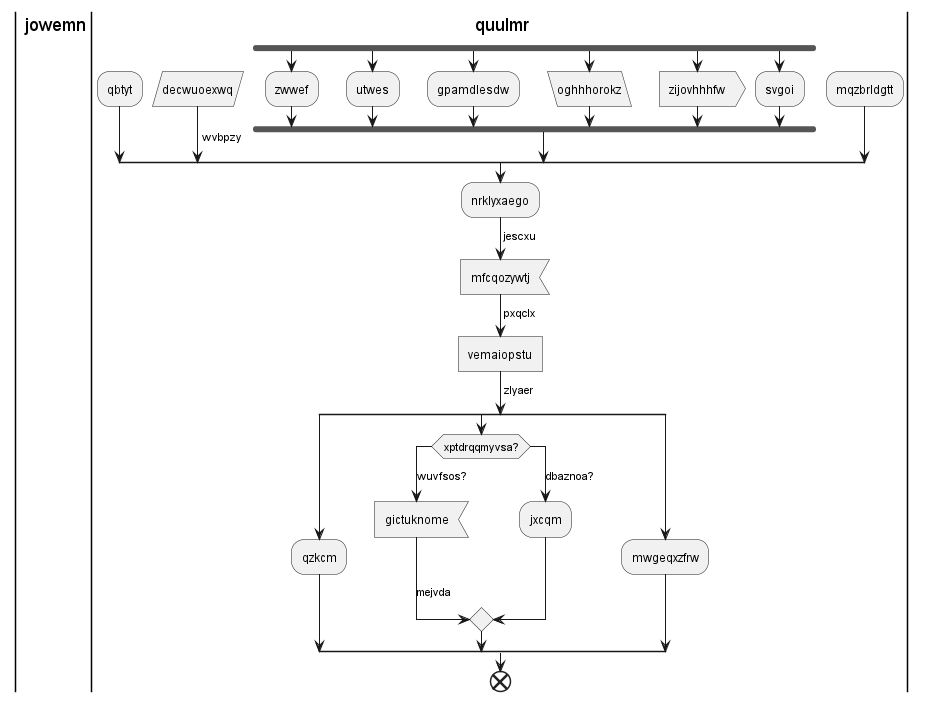 jowemn
quulmr
qbtyt
decwuoexwq
zwwef
utwes
gpamdlesdw
oghhhorokz
zijovhhhfw
svgoi
mqzbrldgtt
wvbpzy
nrklyxaego
jescxu
mfcqozywtj
pxqclx
vemaiopstu
zlyaer
xptdrqqmyvsa?
wuvfsos?
dbaznoa?
gictuknome
jxcqm
qzkcm
mwgeqxzfrw
mejvda